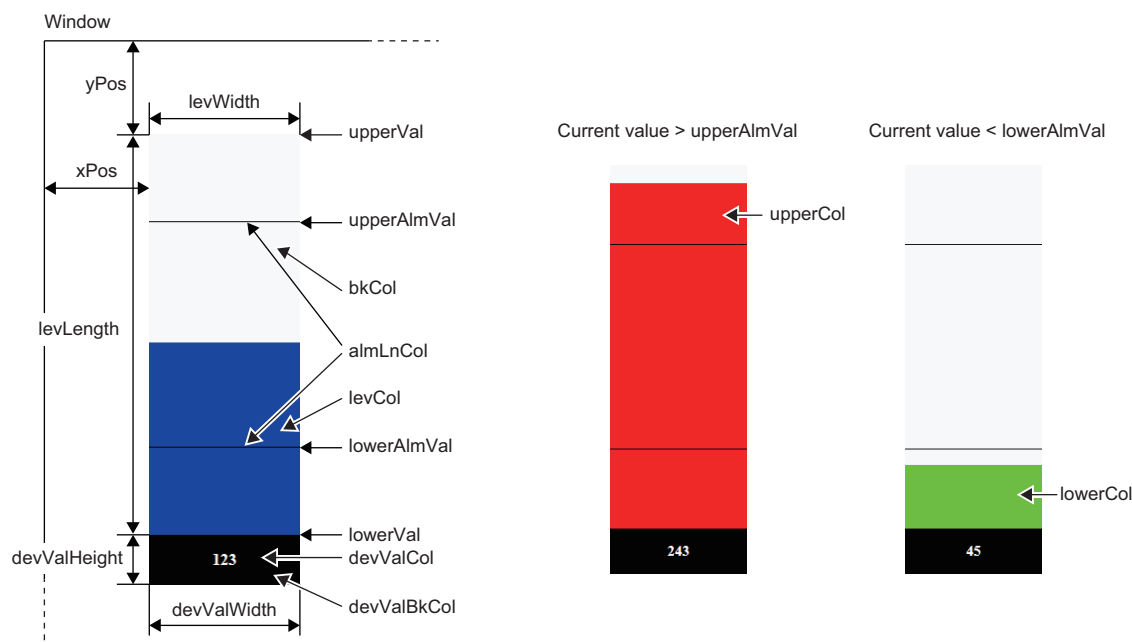 Window
yPos
levWidth
upperVal
xPos
upperAlmVal
bkCol
levLength
almLnCol
levCol
lowerAlmVal
lowerVal
devValHeight
123
devValCol
devValBkCol
devValWidth
Current value > upperAlmVal
upperCol
243
Current value < lowerAlmVal
lowerCol
45